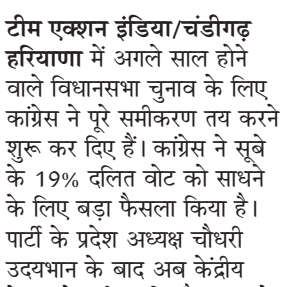 टीम एक्शन इंडिया/चंडीगढ़
हरियाणा में अगले साल होने
वाले विधानसभा चुनाव के लिए
कांग्रेस ने पूरे समीकरण तय करने
शुरू कर दिए हैं। कांग्रेस ने सूबे
के 19% दलित वोट को साधने
के लिए बड़ा फैसला किया है।
पार्टी के प्रदेश अध्यक्ष चौधरी
उदयभान के बाद अब केंद्रीय